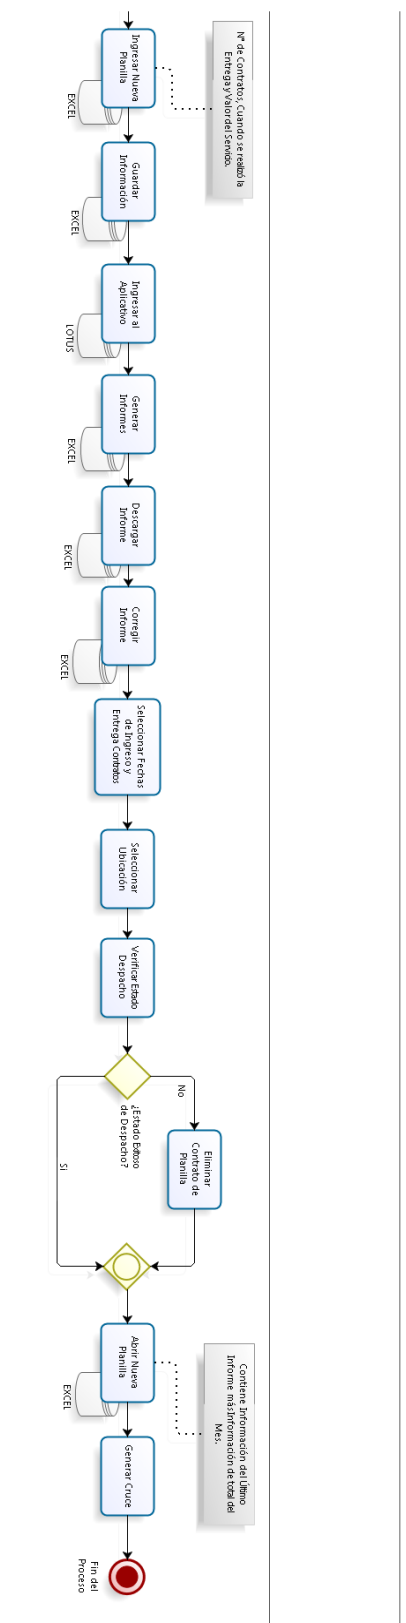 N° de Contratos, Cuando se realizó la
Entrega y Valor del Servicio.
Ingresar Nueva
Planilla
EXCEL
Guardar
Información
EXCEL
Ingresar al
Aplicativo
LOTUS
Generar
Informes
EXCEL
Descargar
Informe
EXCEL
Corregir
Informe
EXCEL
Seleccionar Fechas
de Ingreso y
Entrega Contratos
Seleccionar
Ubicación
Verificar Estado
Despacho
¿Estado Exitoso
de Despacho?
No
Eliminar
Contrato de
Planilla
Si
Contiene Información del Último
Informe más Información de total del
Mes.
Abrir Nueva
Planilla
EXCEL
Generar Cruce
Fin del
Proceso